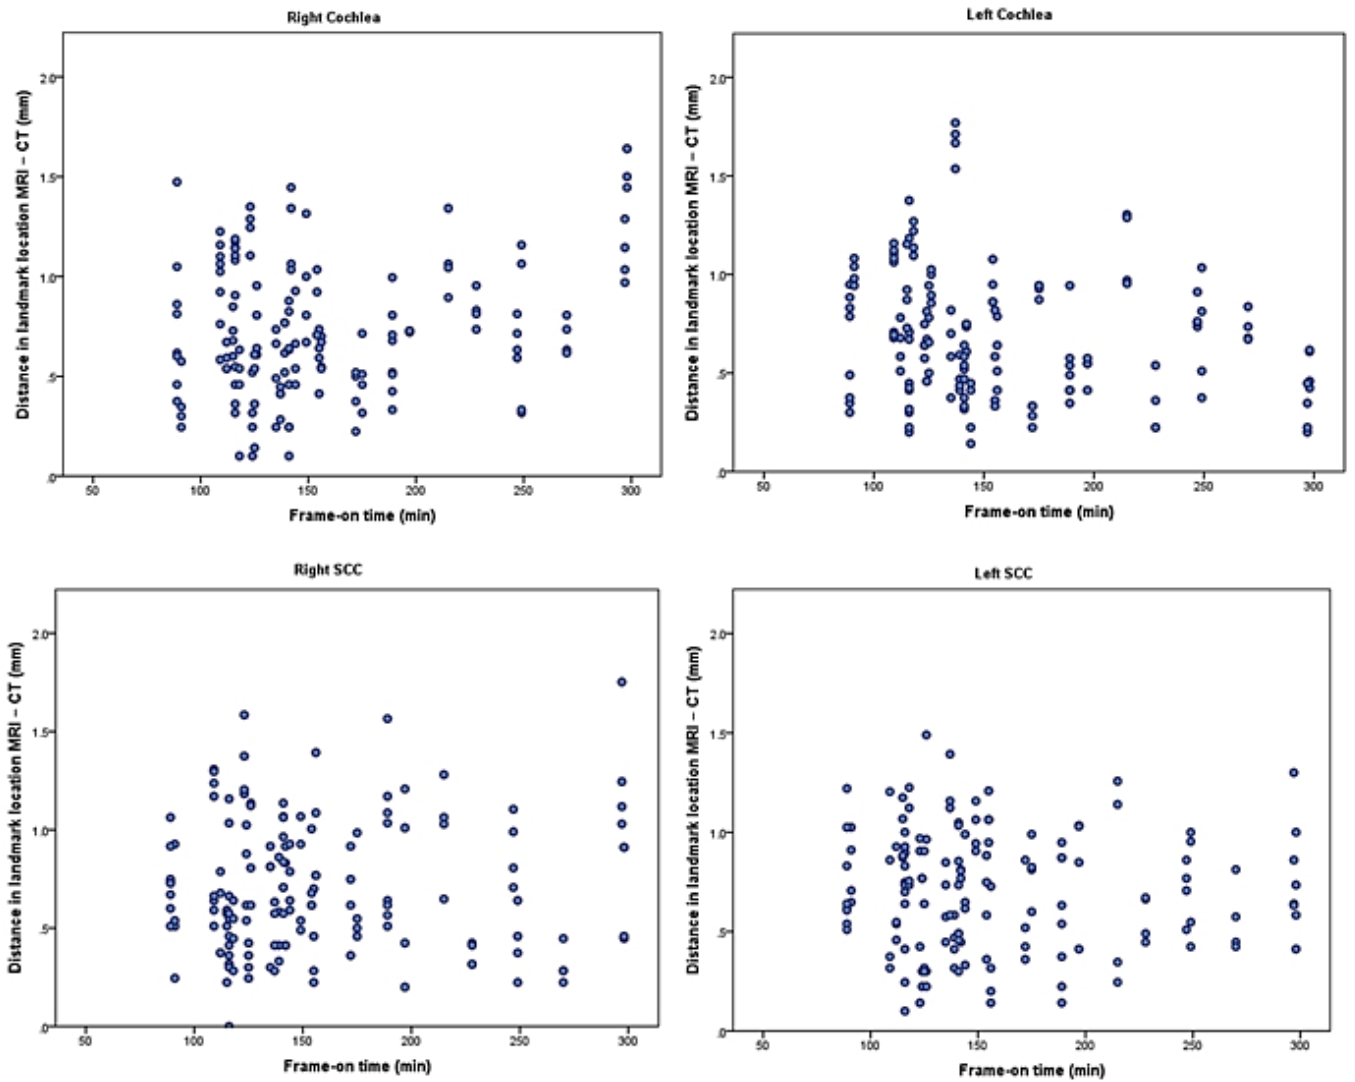 Right Cochlea
Distance in landmark location MRI – CT (mm)
2.0
1.5
1.0
.5
.0
50 100 150 200 250 300
Frame-on time (min)
Left Cochlea
Distance in landmark location MRI – CT (mm)
2.0
1.5
1.0
.5
.0
50 100 150 200 250 300
Frame-on time (min)
Right SCC
Distance in landmark location MRI – CT (mm)
2.0
1.5
1.0
.5
.0
50 100 150 200 250 300
Frame-on time (min)
Left SCC
Distance in landmark location MRI – CT (mm)
2.0
1.5
1.0
.5
.0
50 100 150 200 250 300
Frame-on time (min)